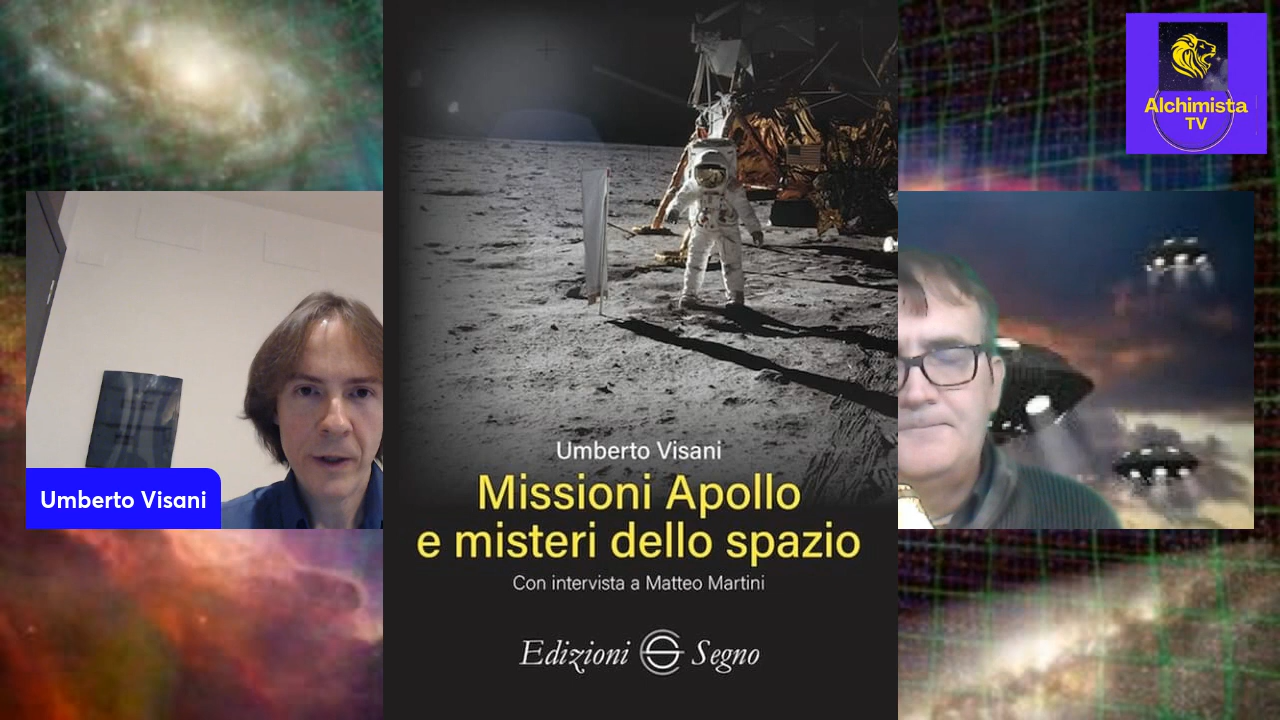 Alchimista
TV
Umberto Visani
Umberto Visani
Missioni Apollo
e misteri dello spazio
Con intervista a Matteo Martini
Edizioni Segno